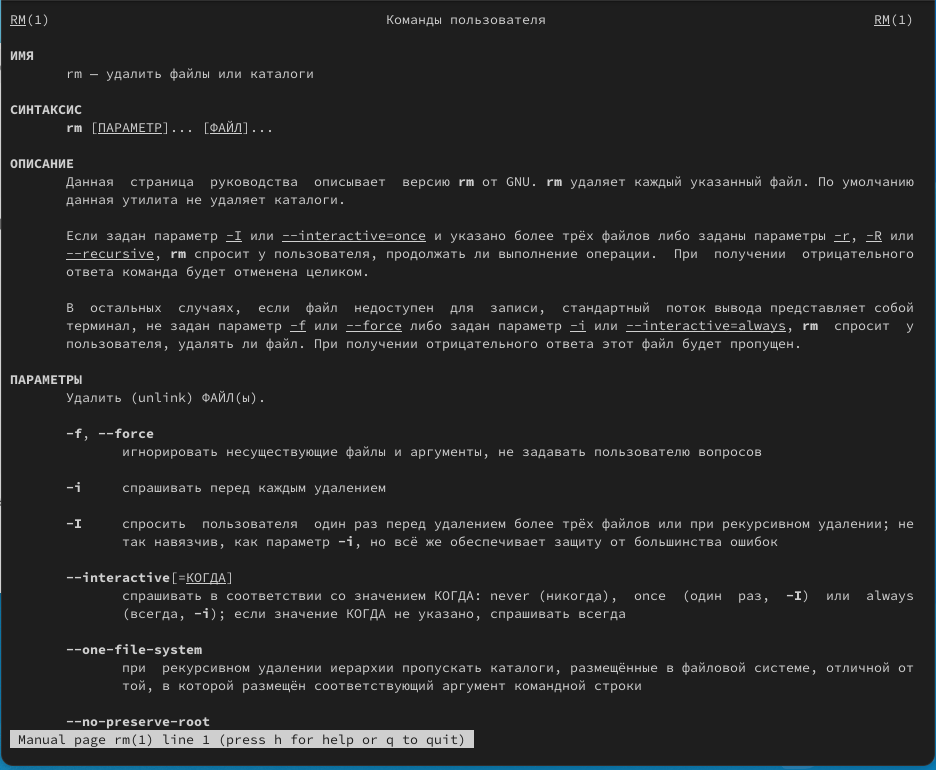 RM(1) Команды пользователя RM(1)
ИМЯ
rm — удалить файлы или каталоги
СИНТАКСИС
rm [ПАРАМЕТР]... [ФАЙЛ]...
ОПИСАНИЕ
Данная страница руководства описывает версию rm от GNU. rm удаляет каждый указанный файл. По умолчанию
данная утилита не удаляет каталоги.
Если задан параметр -I или --interactive=once и указано более трёх файлов либо заданы параметры -r, -R или
--recursive, rm спросит у пользователя, продолжать ли выполнение операции. При получении отрицательного
ответа команда будет отменена целиком.
В остальных случаях, если файл недоступен для записи, стандартный поток вывода представляет собой
терминал, не задан параметр -f или --force либо задан параметр -i или --interactive=always, rm спросит у
пользователя, удалять ли файл. При получении отрицательного ответа этот файл будет пропущен.
ПАРАМЕТРЫ
Удалить (unlink) ФАЙЛ(ы).
-f, --force
игнорировать несуществующие файлы и аргументы, не задавать пользователю вопросов
-i спрашивать перед каждым удалением
-I спросить пользователя один раз перед удалением более трёх файлов или при рекурсивном удалении; не
так навязчив, как параметр -i, но всё же обеспечивает защиту от большинства ошибок
--interactive[=КОГДА]
спрашивать в соответствии со значением КОГДА: never (никогда), once (один раз, -I) или always
(всегда, -i); если значение КОГДА не указано, спрашивать всегда
--one-file-system
при рекурсивном удалении иерархии пропускать каталоги, размещённые в файловой системе, отличной от
той, в которой размещён соответствующий аргумент командной строки
--no-preserve-root
Manual page rm(1) line 1 (press h for help or q to quit)